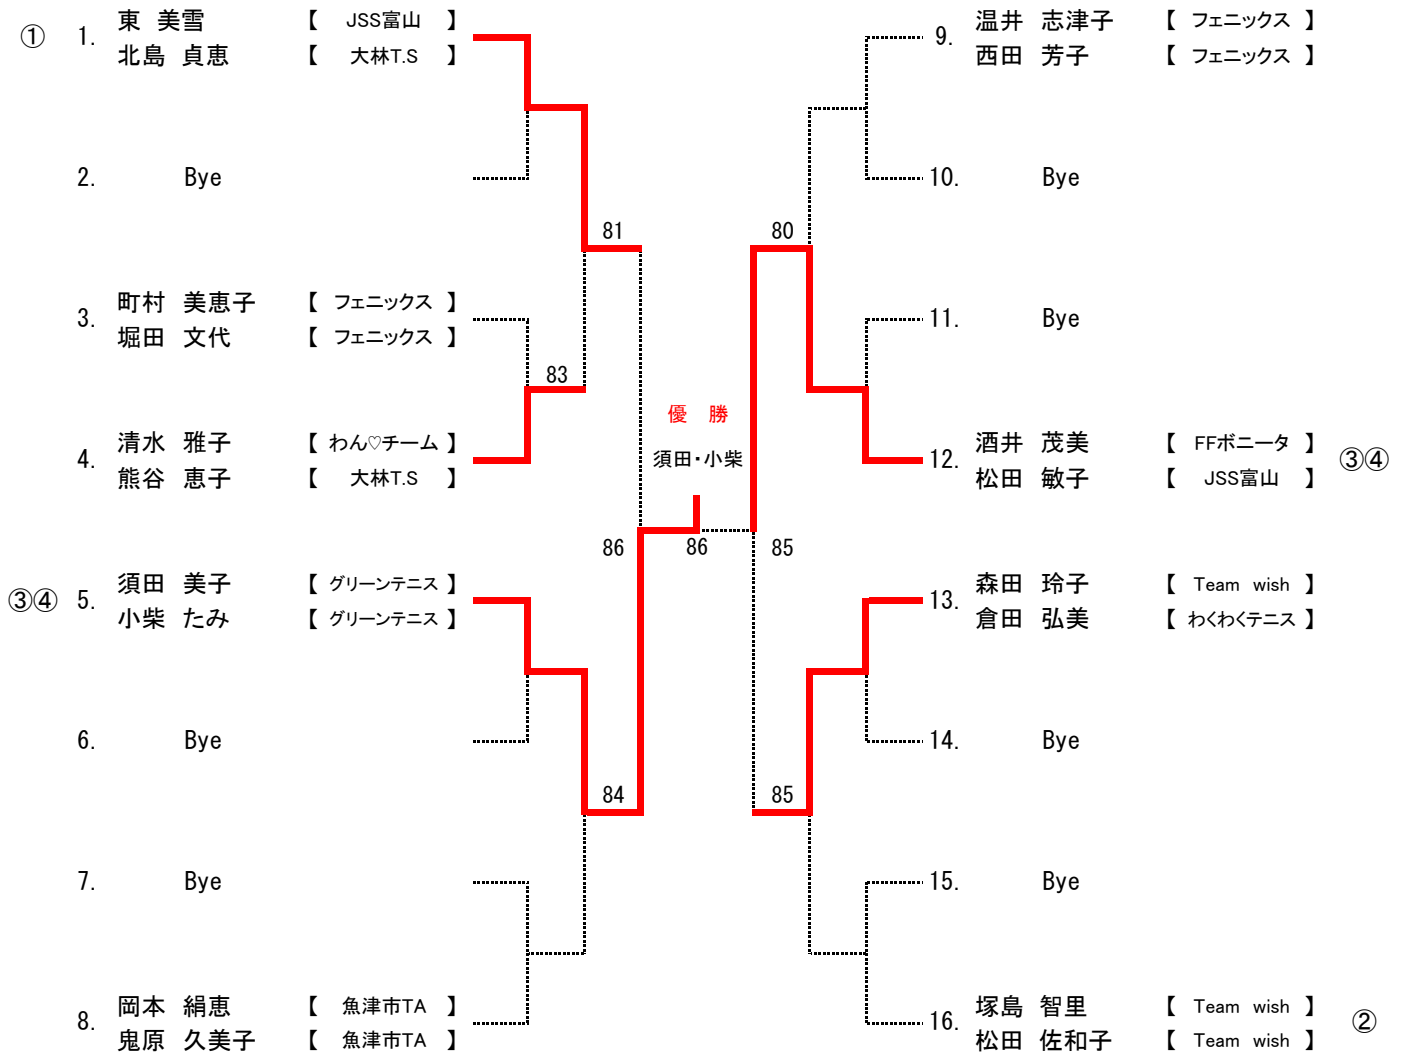 ① 1. 東 美雪 【 JSS富山 】
北島 貞恵 【 大林T.S 】
2. Bye
81
3. 町村 美恵子 【 フェニックス 】
堀田 文代 【 フェニックス 】
83
4. 清水 雅子 【 わん♡チーム 】
熊谷 恵子 【 大林T.S 】
86
③④ 5. 須田 美子 【 グリーンテニス 】
小柴 たみ 【 グリーンテニス 】
6. Bye
84
7. Bye
8. 岡本 絹恵 【 魚津市TA 】
鬼原 久美子 【 魚津市TA 】
優 勝
須田・小柴
86
9. 温井 志津子 【 フェニックス 】
西田 芳子 【 フェニックス 】
10. Bye
80
11. Bye
12. 酒井 茂美 【 FFボニータ 】 ③④
松田 敏子 【 JSS富山 】
85
13. 森田 玲子 【 Team wish 】
倉田 弘美 【 わくわくテニス 】
14. Bye
85
15. Bye
16. 塚島 智里 【 Team wish 】 ②
松田 佐和子 【 Team wish 】